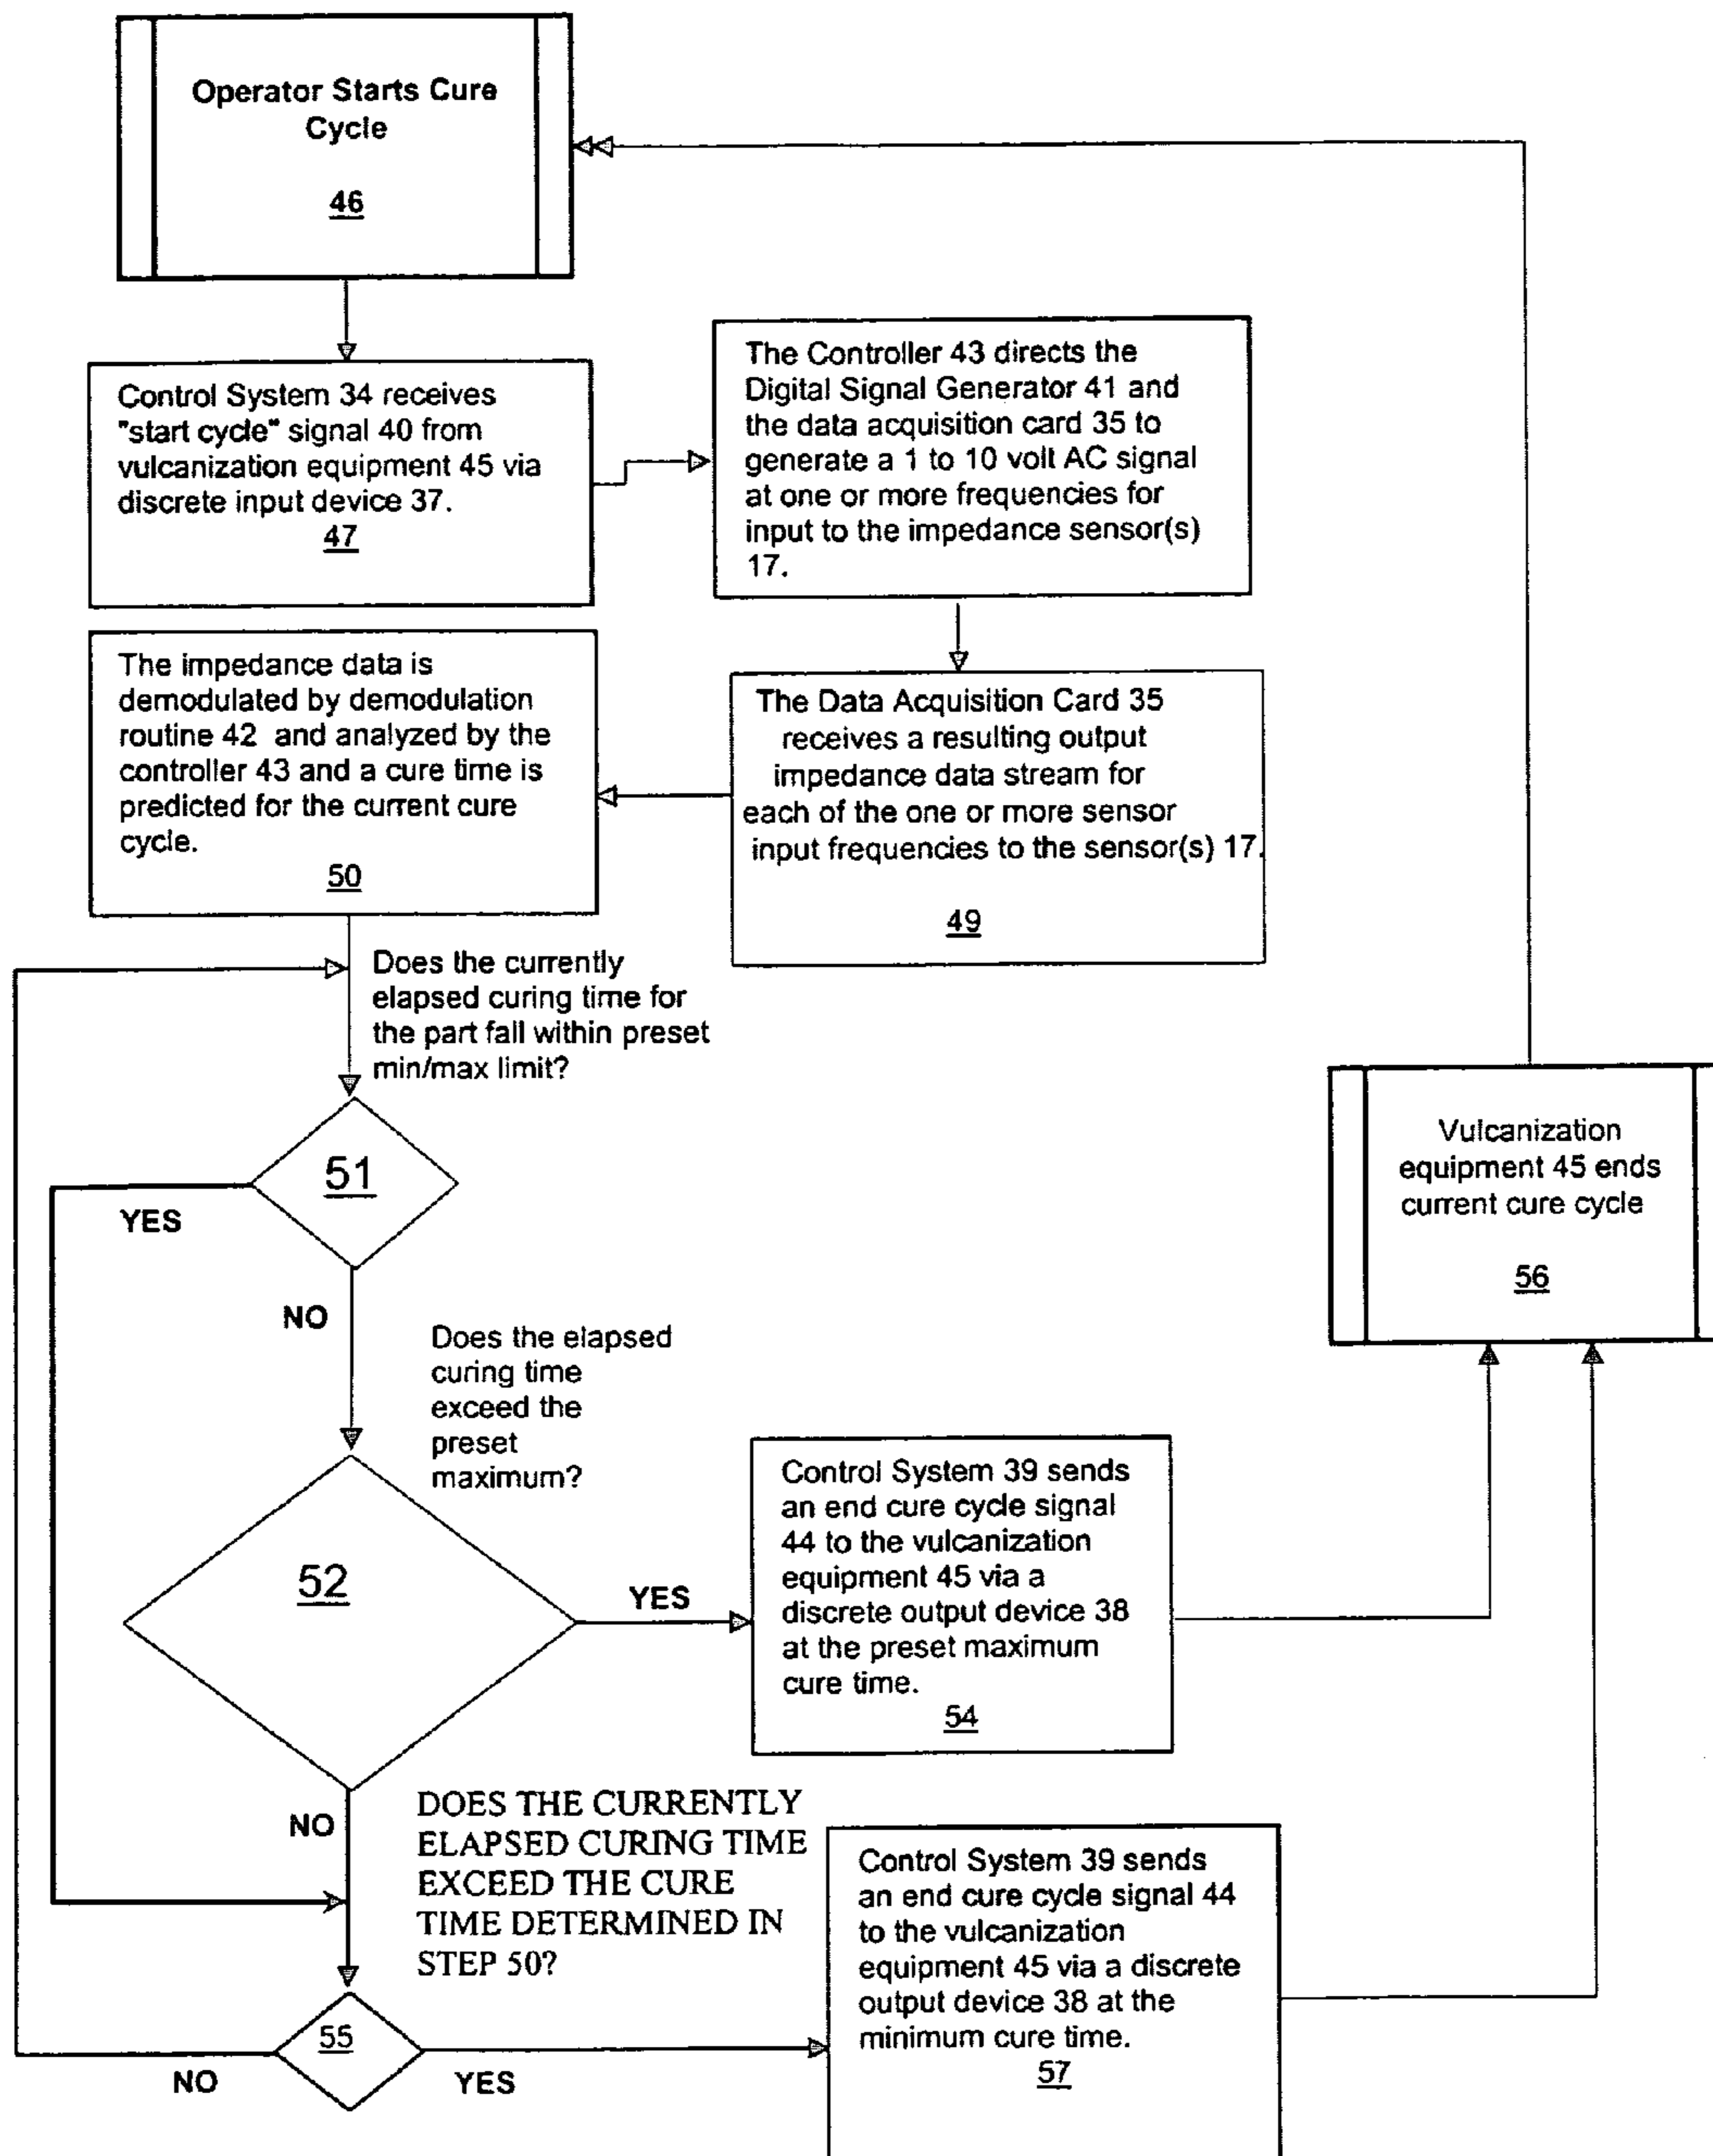 Operator Starts Cure
Cycle
46
Control System 34 receives
"start cycle" signal 40 from
vulcanization equipment 45 via
discrete input device 37.
47
The Controller 43 directs the
Digital Signal Generator 41 and
the data acquisition card 35 to
generate a 1 to 10 volt AC signal
at one or more frequencies for
input to the impedance sensor(s)
17.
The Data Acquisition Card 35
receives a resulting output
impedance data stream for
each of the one or more sensor
input frequencies to the sensor(s) 17.
49
The impedance data is
demodulated by demodulation
routine 42 and analyzed by the
controller 43 and a cure time is
predicted for the current cure
cycle.
50
Does the currently
elapsed curing time for
the part fall within preset
min/max limit?
51
YES
NO
Does the elapsed
curing time
exceed the
preset
maximum?
52
YES
NO
Control System 39 sends
an end cure cycle signal
44 to the vulcanization
equipment 45 via a
discrete output device 38
at the preset maximum
cure time.
54
Vulcanization
equipment 45 ends
current cure cycle
56
DOES THE CURRENTLY
ELAPSED CURING TIME
EXCEED THE CURE
TIME DETERMINED IN
STEP 50?
55
NO
YES
Control System 39 sends
an end cure cycle signal 44
to the vulcanization
equipment 45 via a discrete
output device 38 at the
minimum cure time.
57